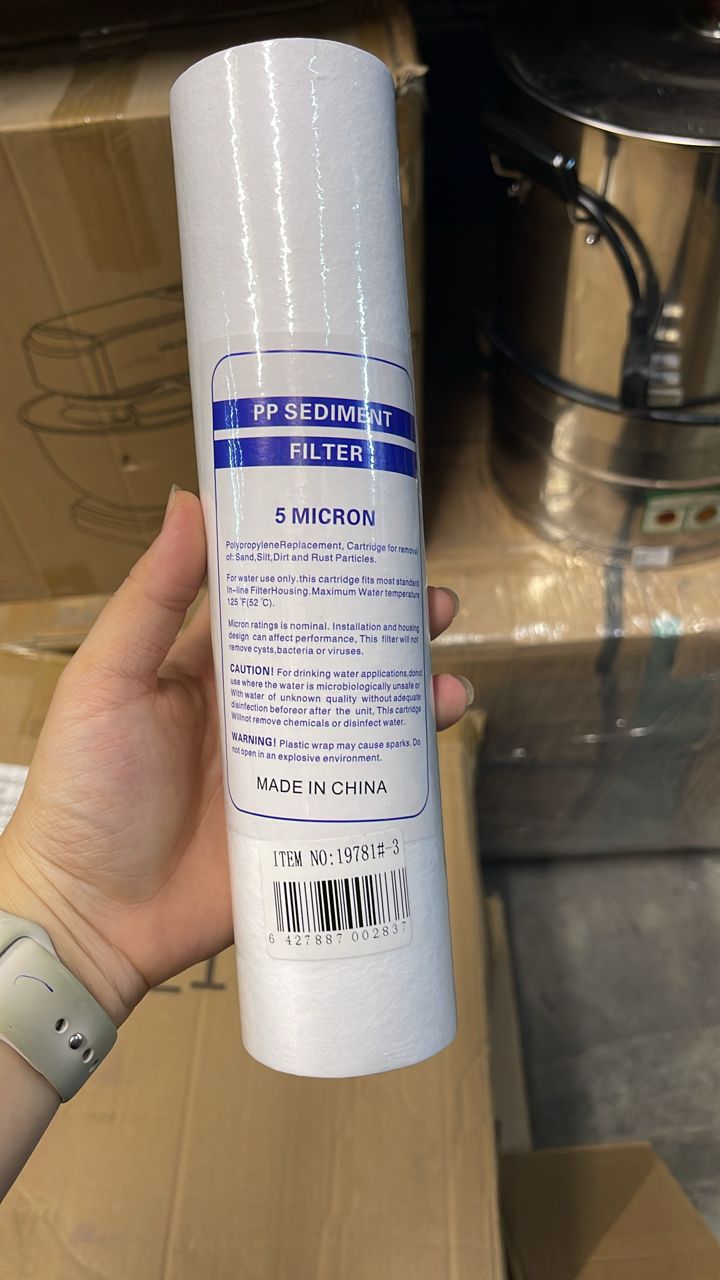 PP SEDIMENT
FILTER
5 MICRON
PolypropyleneReplacement, Cartridge for removal
of: Sand,Silt,Dirt and Rust Particles.
For water use only,this cartridge fits most standard
In-line FilterHousing.Maximum Water temperature
125 °F(52 °C).
Micron ratings is nominal. Installation and housing
design can affect performance, This filter will not
remove cysts,bacteria or viruses.
CAUTION! For drinking water applications,donot
use where the water is microbiologically unsafe or
With water of unknown quality without adequate
disinfection beforeor after the unit, This cartridge
Willnot remove chemicals or disinfect water.
WARNING! Plastic wrap may cause sparks. Do
not open in an explosive environment.
MADE IN CHINA
ITEM NO:19781#-3
6 427887 002837